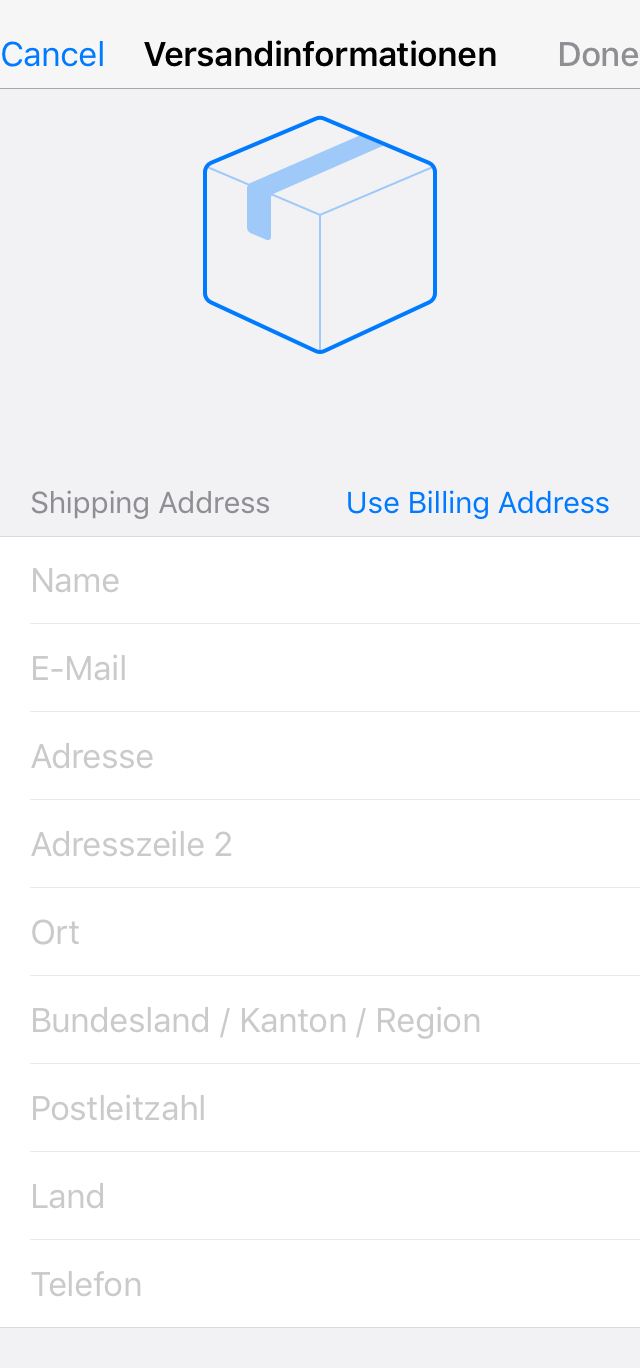 Cancel Versandinformationen Done
Shipping Address Use Billing Address
Name
E-Mail
Adresse
Adresszeile 2
Ort
Bundesland / Kanton / Region
Postleitzahl
Land
Telefon